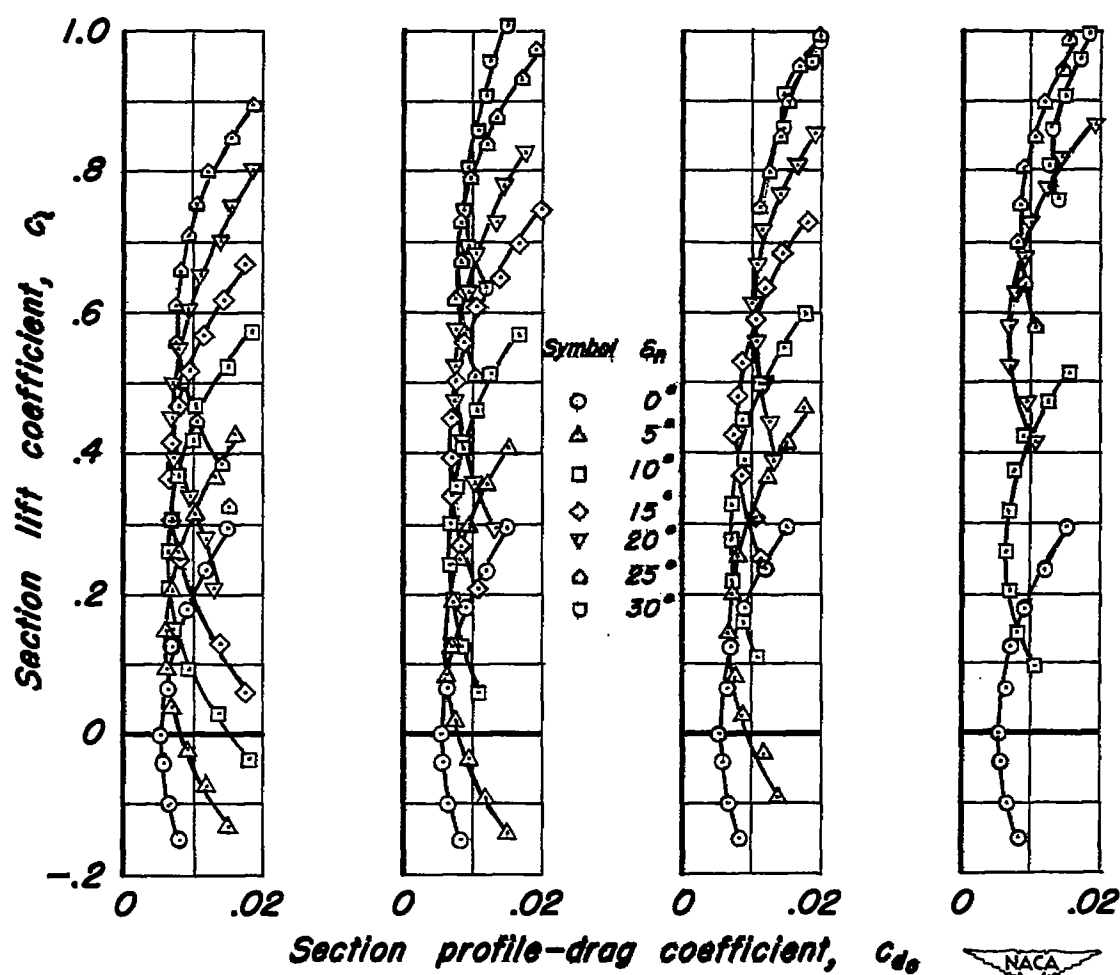 1.0
.8
.6
.4
.2
0
-.2
Section lift coefficient, cl
Symbol δn
0°
5°
10°
15°
20°
25°
30°
0 .02 0 .02 0 .02 0 .02
Section profile-drag coefficient, cd0
NACA